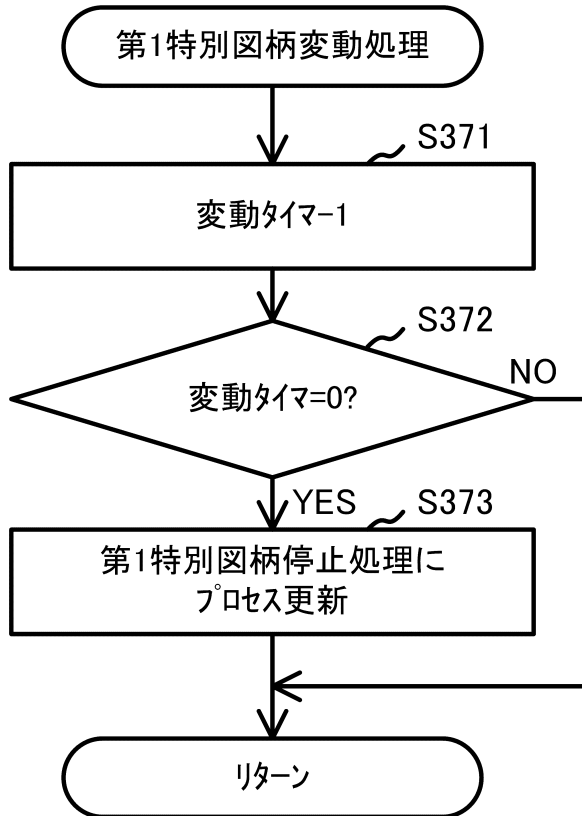 第1特別図柄変動処理
S371
変動タイマ-1
S372
変動タイマ=0?
NO
YES
S373
第1特別図柄停止処理に
プロセス更新
リターン